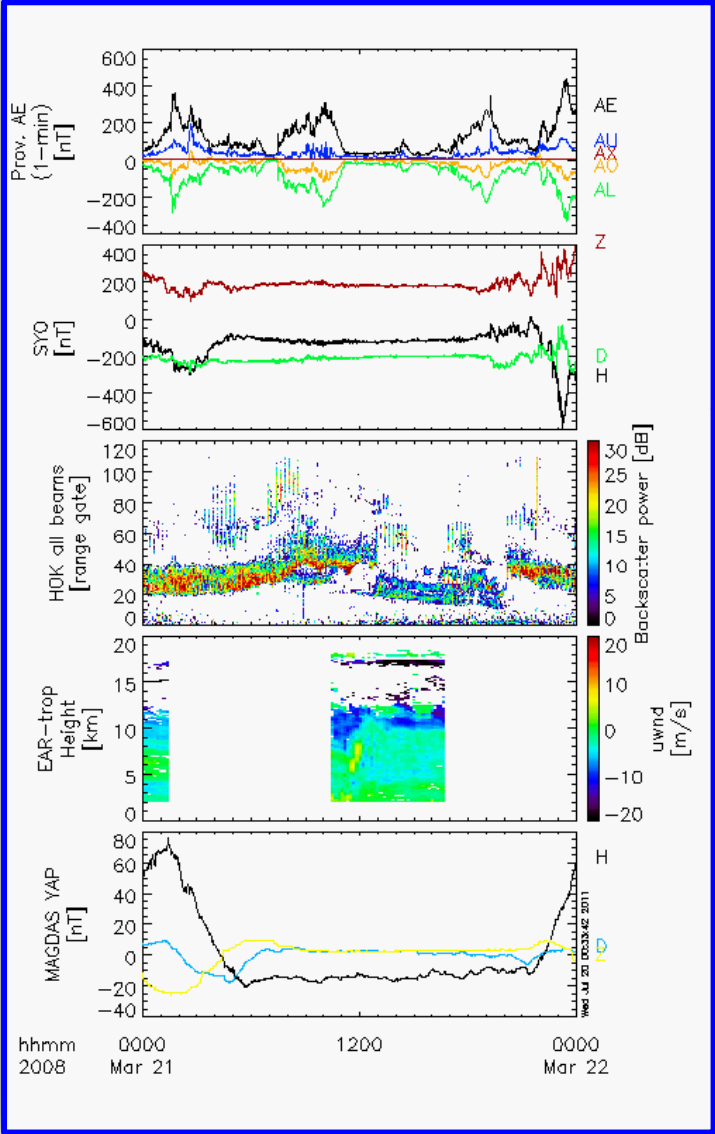 600
400
200
0
−200
−400
Prov. AE
(1−min)
[nT]
AE
AU
AX
AO
AL
400
200
0
−200
−400
−600
SYO
[nT]
Z
D
H
120
100
80
60
40
20
0
HOK all beams
[range gate]
30
25
20
15
10
5
0
Backscatter power [dB]
20
15
10
5
0
EAR−trop
Height
[km]
20
10
0
−10
−20
uwnd
[m/s]
80
60
40
20
0
−20
−40
MAGDAS YAP
[nT]
H
D
Z
hhmm
2008
0000
Mar 21
1200
0000
Mar 22